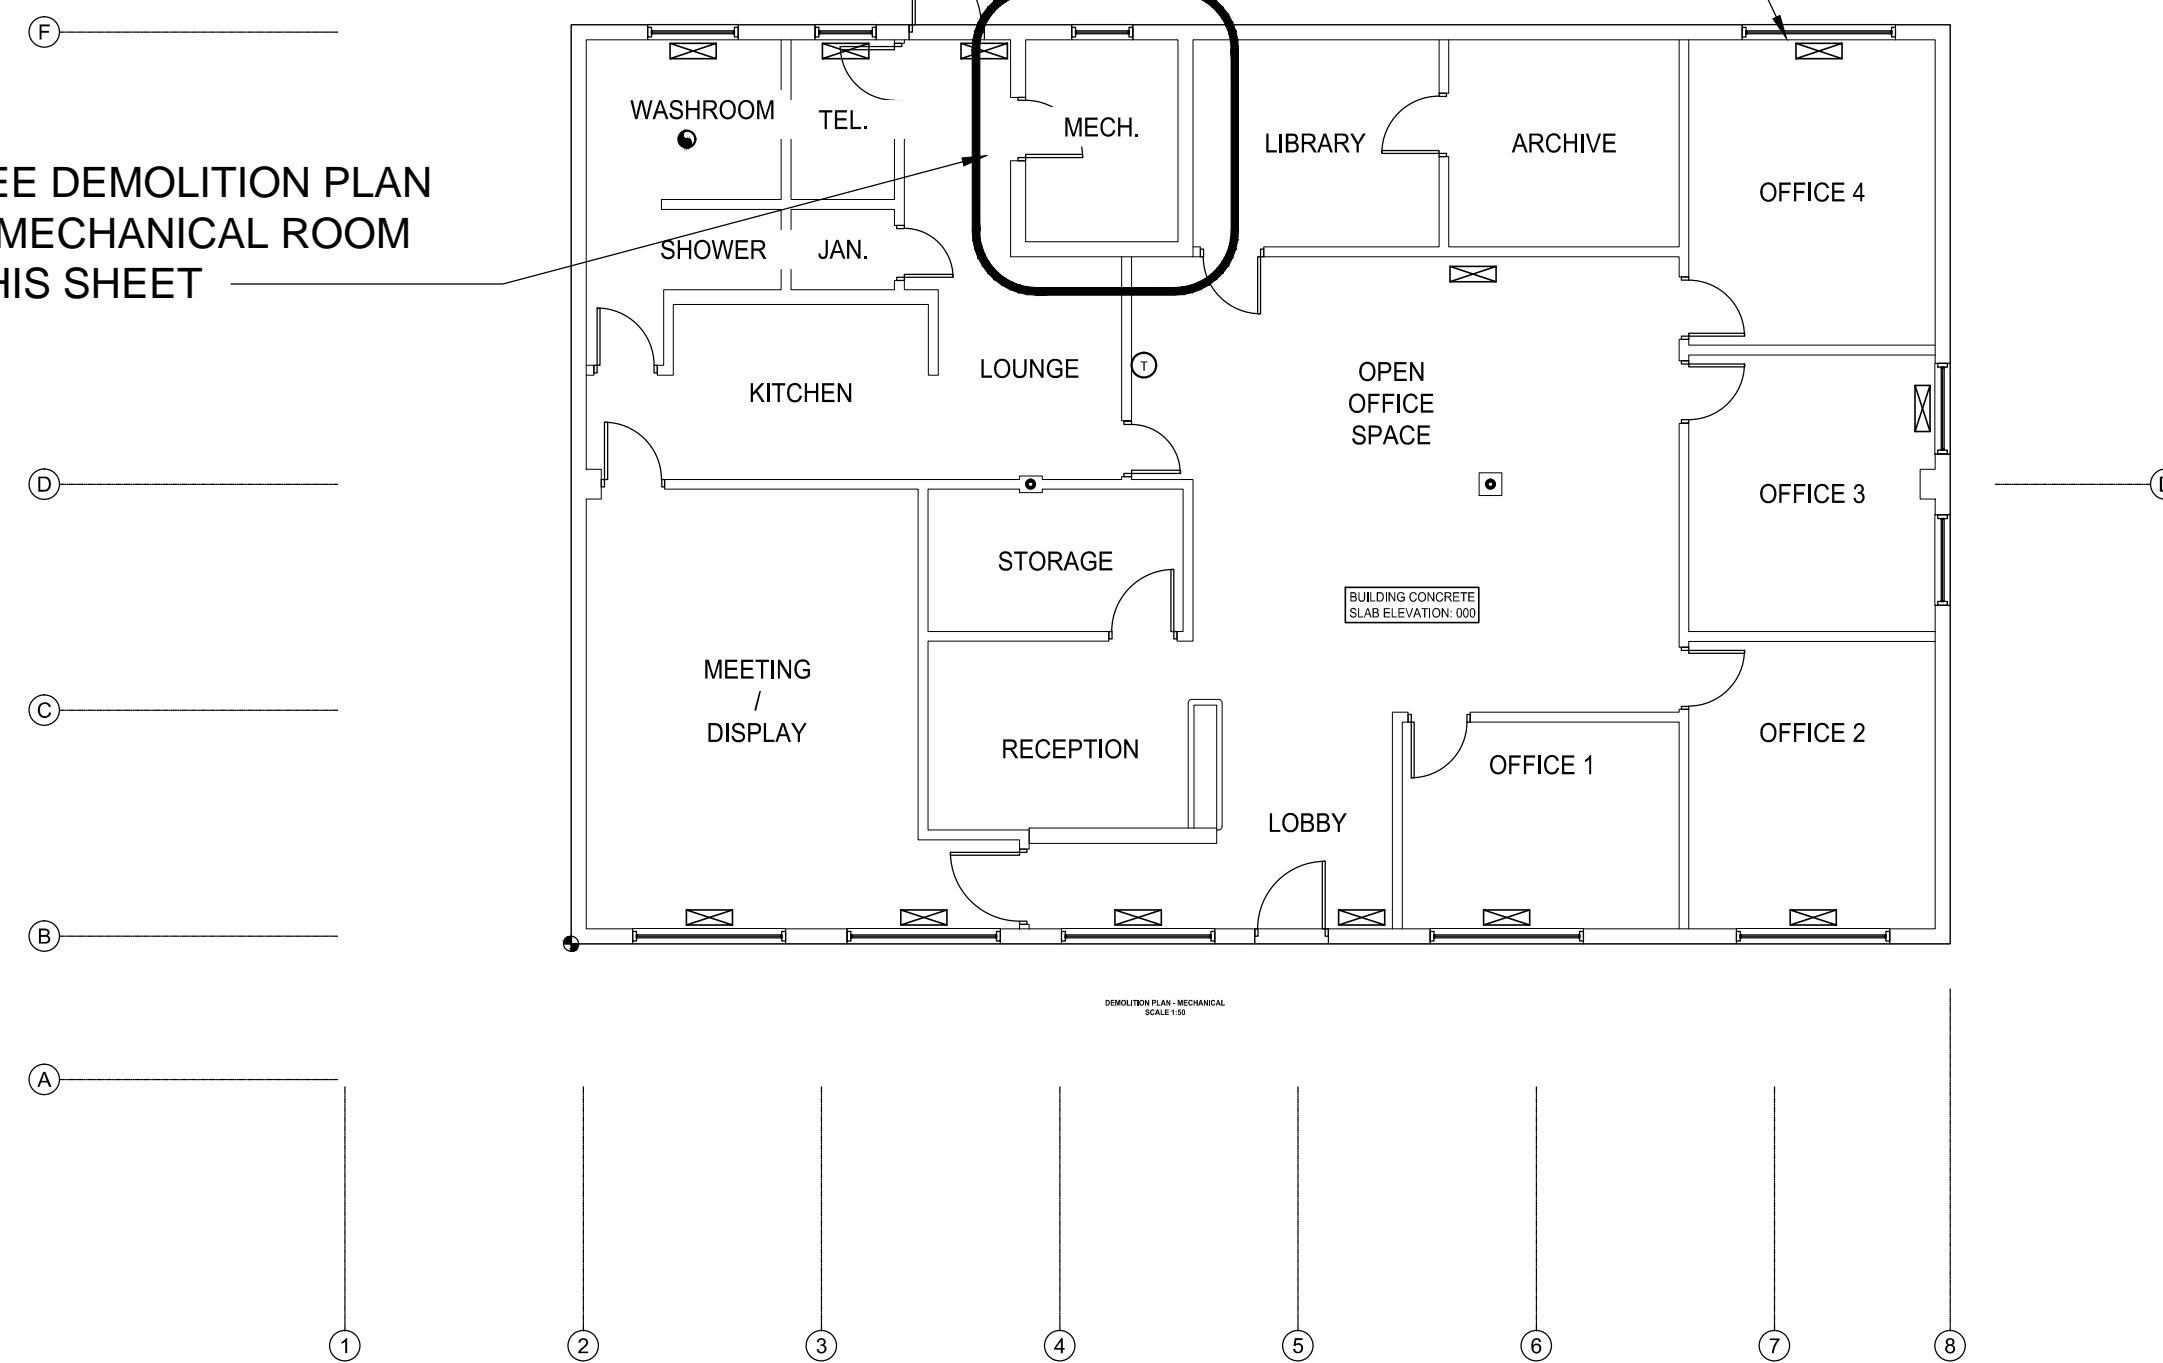 F
WASHROOM
TEL.
MECH.
LIBRARY
ARCHIVE
OFFICE 4
EE DEMOLITION PLAN
MECHANICAL ROOM
HIS SHEET
SHOWER
JAN.
LOUNGE
T
KITCHEN
OPEN
OFFICE
SPACE
D
OFFICE 3
STORAGE
BUILDING CONCRETE
SLAB ELEVATION: 000
MEETING
/
DISPLAY
C
RECEPTION
OFFICE 1
OFFICE 2
LOBBY
B
DEMOLITION PLAN - MECHANICAL
SCALE 1:50
A
1
2
3
4
5
6
7
8